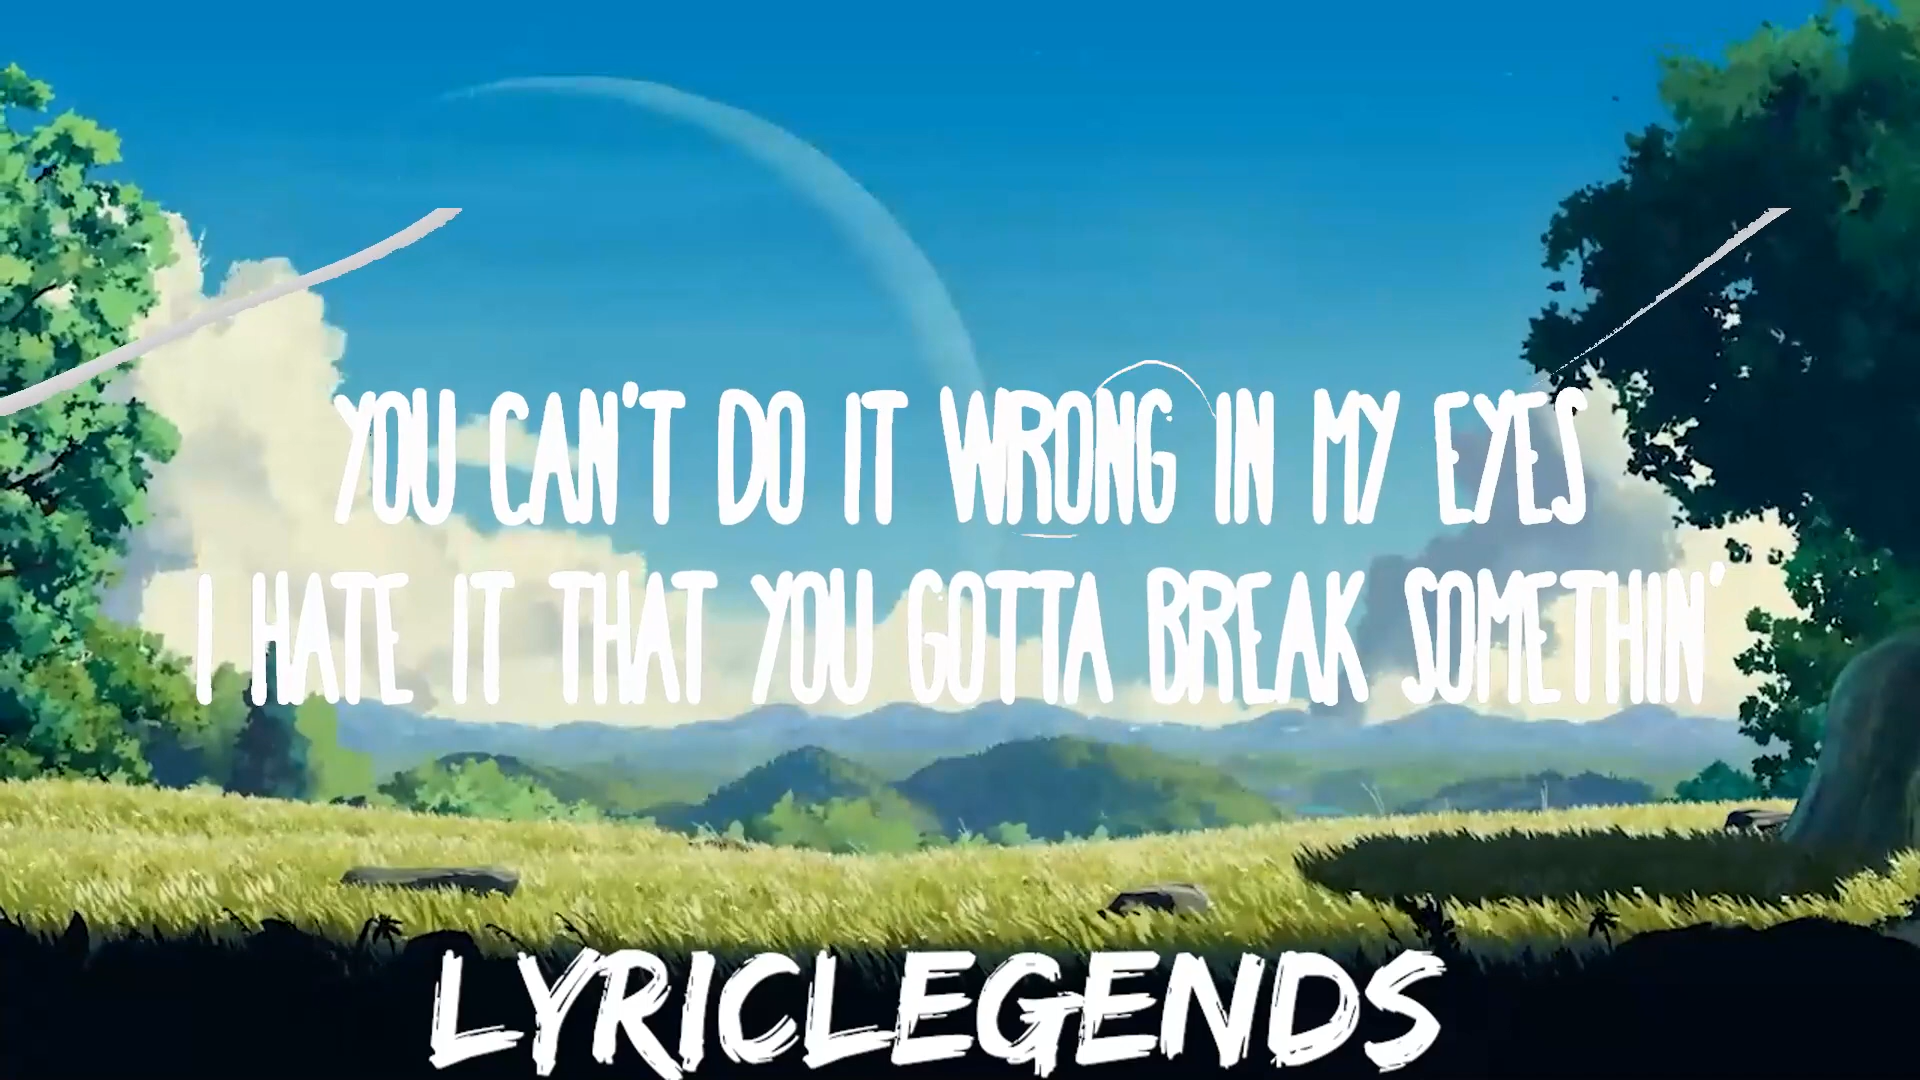 YOU CAN'T DO IT WRONG IN MY EYES
I HATE IT THAT YOU GOTTA BREAK SOMETHIN'
LYRICLEGENDS